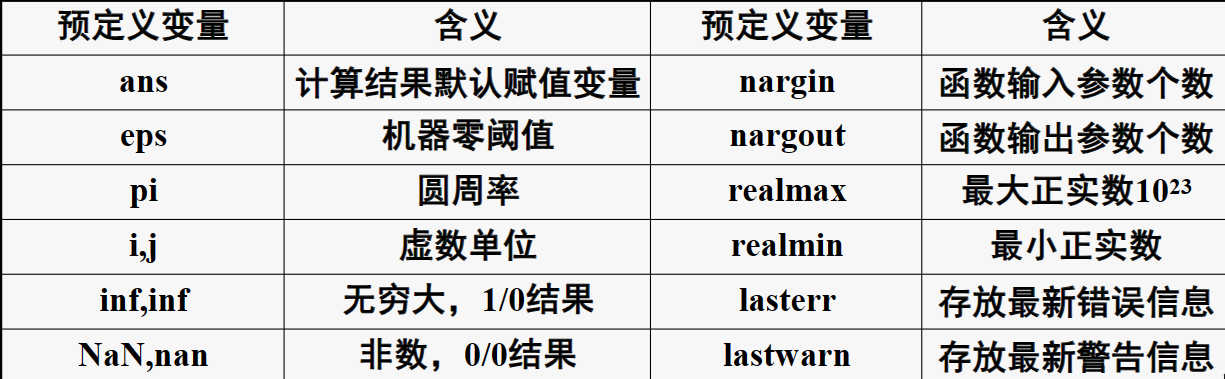 预定义变量 含义 预定义变量 含义
ans 计算结果默认赋值变量 nargin 函数输入参数个数
eps 机器零阈值 nargout 函数输出参数个数
pi 圆周率 realmax 最大正实数10²³
i,j 虚数单位 realmin 最小正实数
inf,inf 无穷大，1/0结果 lasterr 存放最新错误信息
NaN,nan 非数，0/0结果 lastwarn 存放最新警告信息